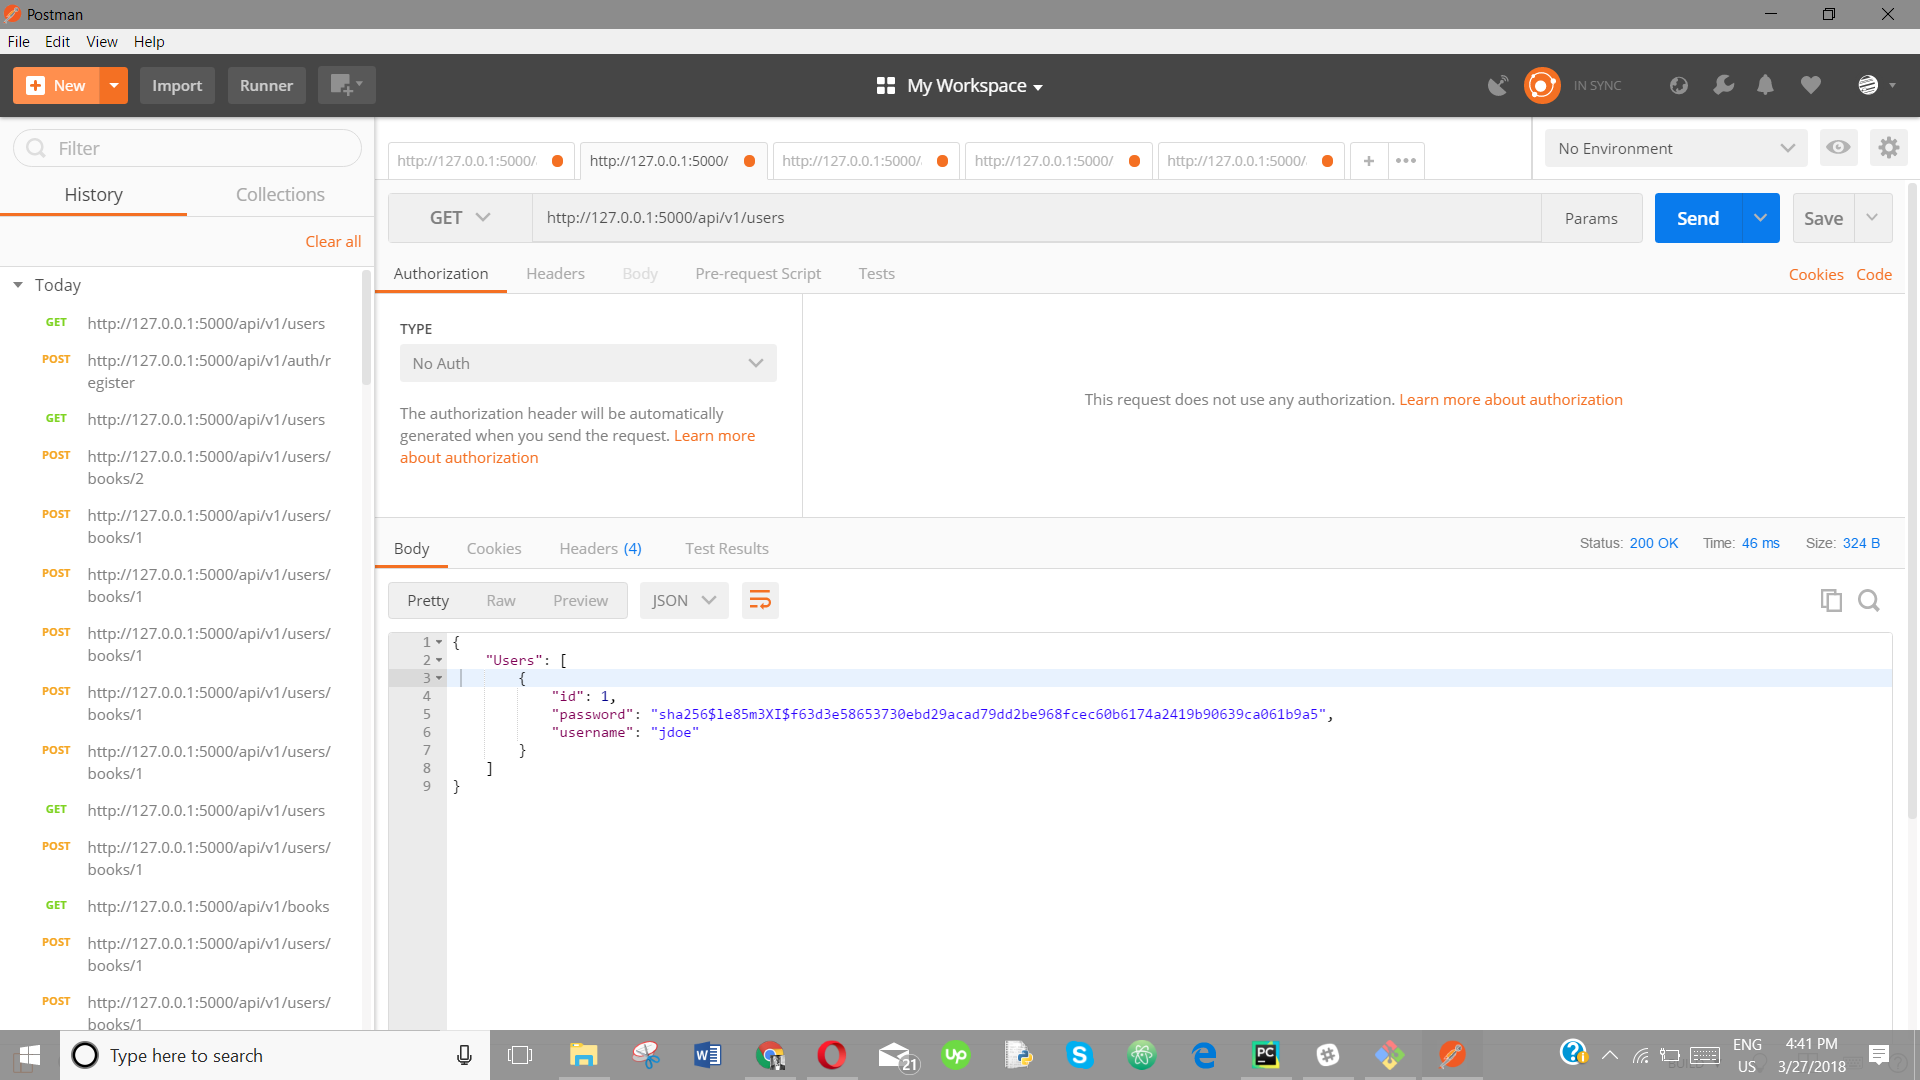 Postman
File Edit View Help
New Import Runner My Workspace IN SYNC
Filter
History Collections
Clear all
Today
GET http://127.0.0.1:5000/api/v1/users
POST http://127.0.0.1:5000/api/v1/auth/r
egister
GET http://127.0.0.1:5000/api/v1/users
POST http://127.0.0.1:5000/api/v1/users/
books/2
POST http://127.0.0.1:5000/api/v1/users/
books/1
POST http://127.0.0.1:5000/api/v1/users/
books/1
POST http://127.0.0.1:5000/api/v1/users/
books/1
POST http://127.0.0.1:5000/api/v1/users/
books/1
POST http://127.0.0.1:5000/api/v1/users/
books/1
GET http://127.0.0.1:5000/api/v1/users
POST http://127.0.0.1:5000/api/v1/users/
books/1
GET http://127.0.0.1:5000/api/v1/books
POST http://127.0.0.1:5000/api/v1/users/
books/1
POST http://127.0.0.1:5000/api/v1/users/
books/1
http://127.0.0.1:5000/ http://127.0.0.1:5000/ http://127.0.0.1:5000/ http://127.0.0.1:5000/ http://127.0.0.1:5000/ + •••
No Environment
GET http://127.0.0.1:5000/api/v1/users Params Send Save
Authorization Headers Body Pre-request Script Tests Cookies Code
TYPE
No Auth
The authorization header will be automatically
generated when you send the request. Learn more
about authorization
This request does not use any authorization. Learn more about authorization
Body Cookies Headers (4) Test Results Status: 200 OK Time: 46 ms Size: 324 B
Pretty Raw Preview JSON
1 {
2 "Users": [
3 {
4 "id": 1,
5 "password": "sha256$le85m3XI$f63d3e58653730ebd29acad79dd2be968fcec60b6174a2419b90639ca061b9a5",
6 "username": "jdoe"
7 }
8 ]
9 }
Type here to search
21
up
PC
ENG
US
4:41 PM
3/27/2018